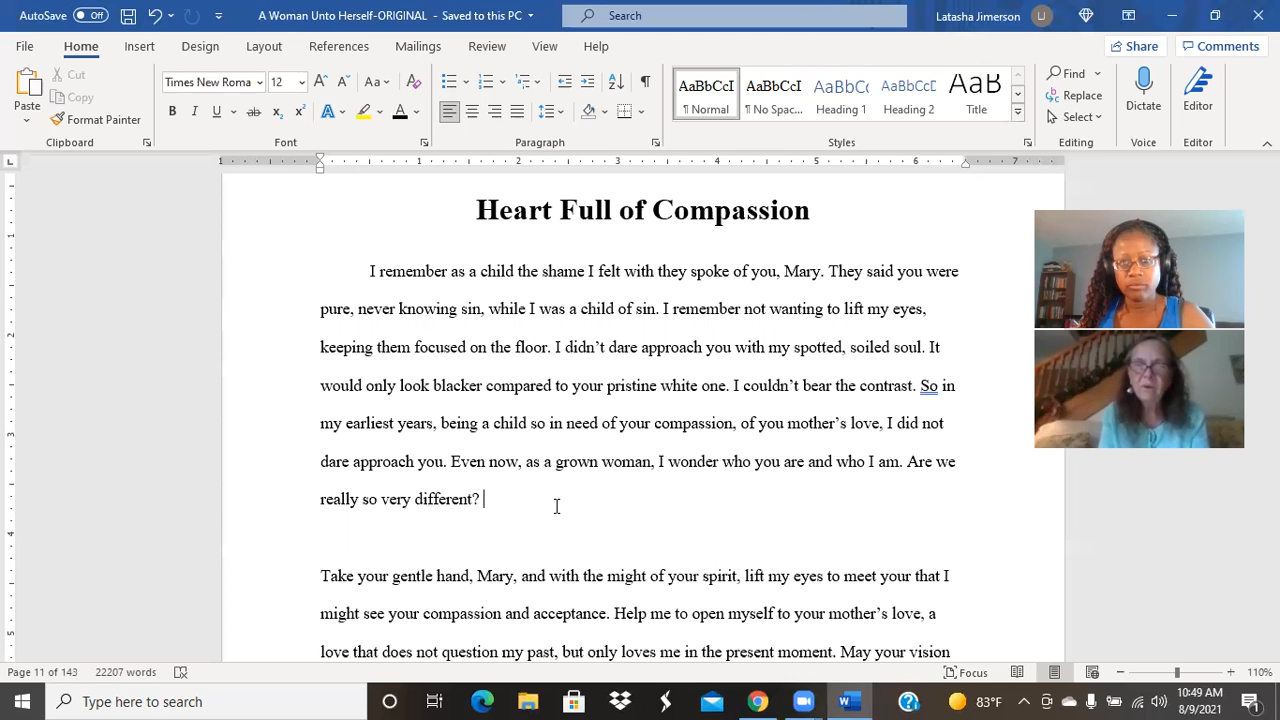 AutoSave Off A Woman Unto Herself-ORIGINAL - Saved to this PC Search Latasha Jimerson LJ
File Home Insert Design Layout References Mailings Review View Help Share Comments
Paste Cut Copy Format Painter
Times New Roma 12
AaBbCcI AaBbCcI AaBbCcI AaBbCcD AaB
¶ Normal ¶ No Spac... Heading 1 Heading 2 Title
Find Replace Select Dictate Editor
Clipboard Font Paragraph Styles Editing Voice Editor
1 1 2 3 4 5 6 7
Heart Full of Compassion
I remember as a child the shame I felt with they spoke of you, Mary. They said you were
pure, never knowing sin, while I was a child of sin. I remember not wanting to lift my eyes,
keeping them focused on the floor. I didn't dare approach you with my spotted, soiled soul. It
would only look blacker compared to your pristine white one. I couldn't bear the contrast. So in
my earliest years, being a child so in need of your compassion, of you mother's love, I did not
dare approach you. Even now, as a grown woman, I wonder who you are and who I am. Are we
really so very different?
Take your gentle hand, Mary, and with the might of your spirit, lift my eyes to meet your that I
might see your compassion and acceptance. Help me to open myself to your mother's love, a
love that does not question my past, but only loves me in the present moment. May your vision
Page 11 of 143 22207 words Focus 110%
Type here to search 83°F 10:49 AM
8/9/2021